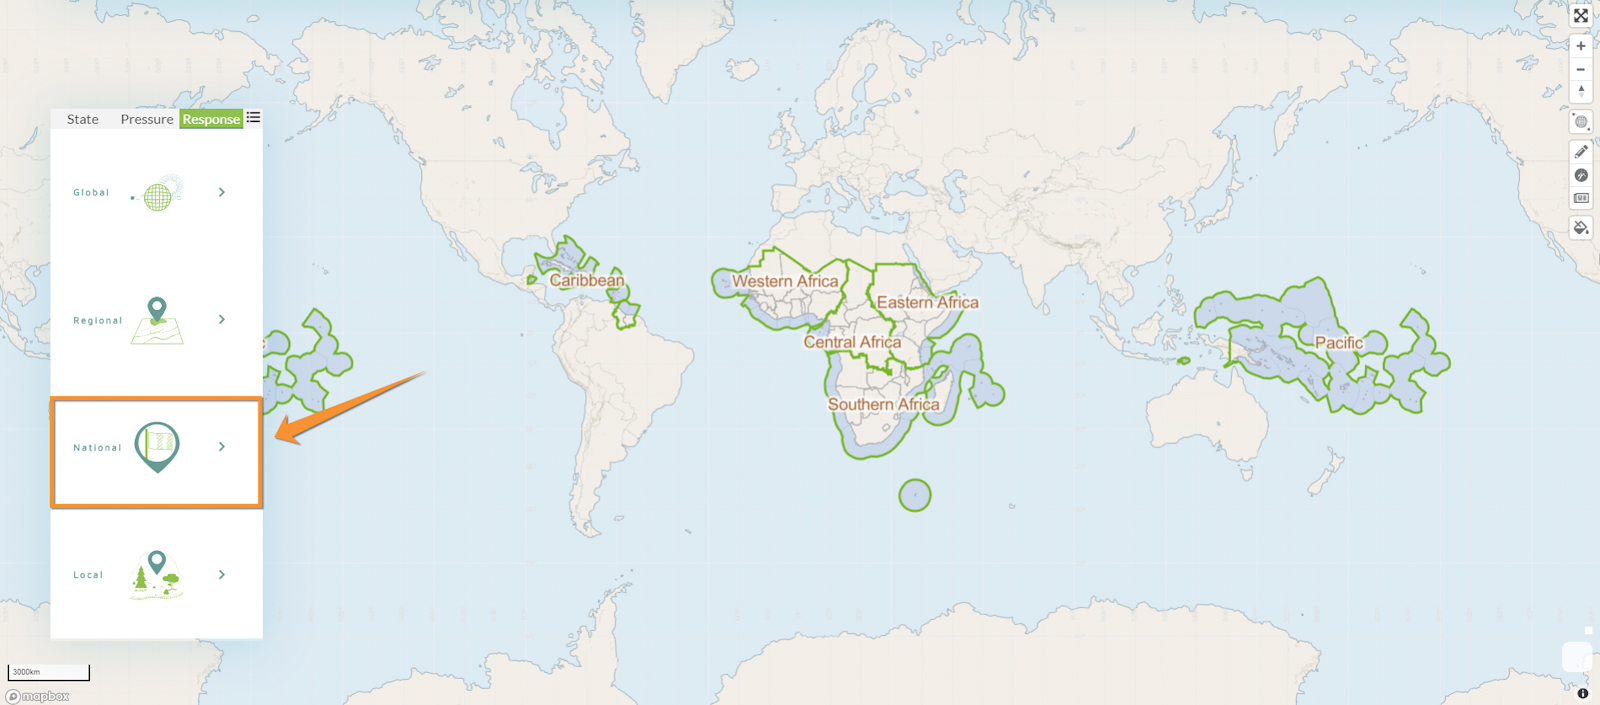 State Pressure Response
Global
Regional
National
Local
Caribbean
Western Africa
Eastern Africa
Central Africa
Southern Africa
Pacific
3000km
mapbox